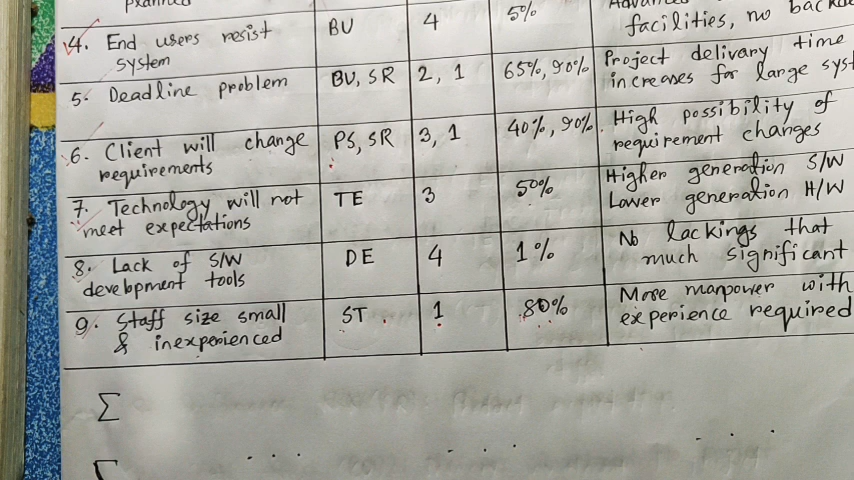 planned
4. End users resist system BU 4 5% facilities, no
5. Deadline problem BU, SR 2, 1 65%, 90% Project delivary time increases for large
6. Client will change requirements PS, SR 3, 1 40%, 90% High possibility of requirement changes
7. Technology will not meet expectations TE 3 50% Higher generation S/W Lower generation H/W
8. Lack of S/W development tools DE 4 1% No lackings that much significant
9. Staff size small & inexperienced ST 1 80% More manpower with experience required
Σ